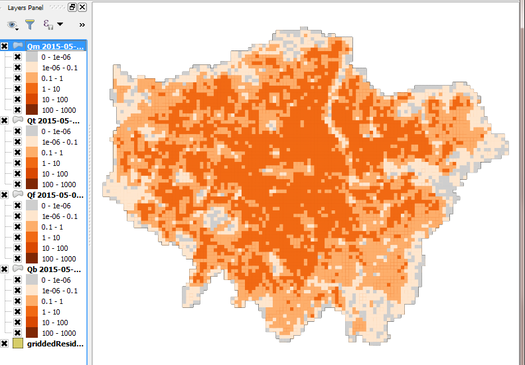 Layers Panel
Qm 2015-05-...
0 - 1e-06
1e-06 - 0.1
0.1 - 1
1 - 10
10 - 100
100 - 1000
Qt 2015-05-...
0 - 1e-06
1e-06 - 0.1
0.1 - 1
1 - 10
10 - 100
100 - 1000
Qf 2015-05-0...
0 - 1e-06
1e-06 - 0.1
0.1 - 1
1 - 10
10 - 100
100 - 1000
Qb 2015-05-...
0 - 1e-06
1e-06 - 0.1
0.1 - 1
1 - 10
10 - 100
100 - 1000
griddedResid...